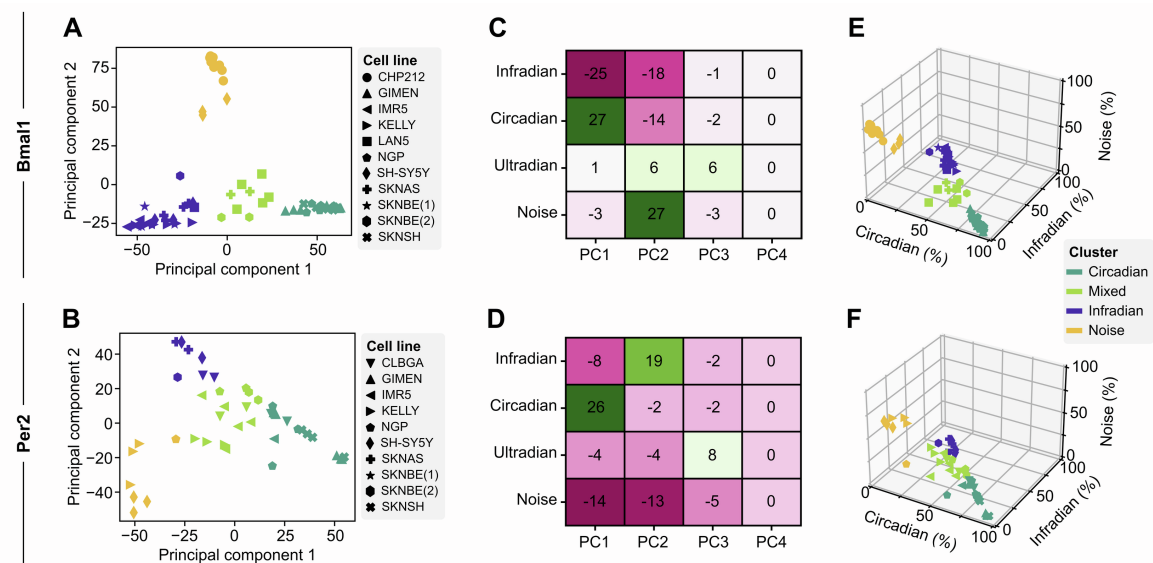 Bmal1
A
75
50
25
0
−25
−50
0
50
Principal component 2
Principal component 1
Cell line
CHP212
GIMEN
IMR5
KELLY
LAN5
NGP
SH-SY5Y
SKNAS
SKNBE(1)
SKNBE(2)
SKNSH
C
Infradian -25 -18 -1 0
Circadian 27 -14 -2 0
Ultradian 1 6 6 0
Noise -3 27 -3 0
PC1 PC2 PC3 PC4
E
100
50
0
Noise (%)
0
50
100
Circadian (%)
0
50
100
Infradian (%)
Cluster
Circadian
Mixed
Infradian
Noise
Per2
B
40
20
0
−20
−40
−50
−25
0
25
50
Principal component 2
Principal component 1
Cell line
CLBGA
GIMEN
IMR5
KELLY
NGP
SH-SY5Y
SKNAS
SKNBE(1)
SKNBE(2)
SKNSH
D
Infradian -8 19 -2 0
Circadian 26 -2 -2 0
Ultradian -4 -4 8 0
Noise -14 -13 -5 0
PC1 PC2 PC3 PC4
F
100
50
0
Noise (%)
0
50
100
Circadian (%)
0
50
100
Infradian (%)